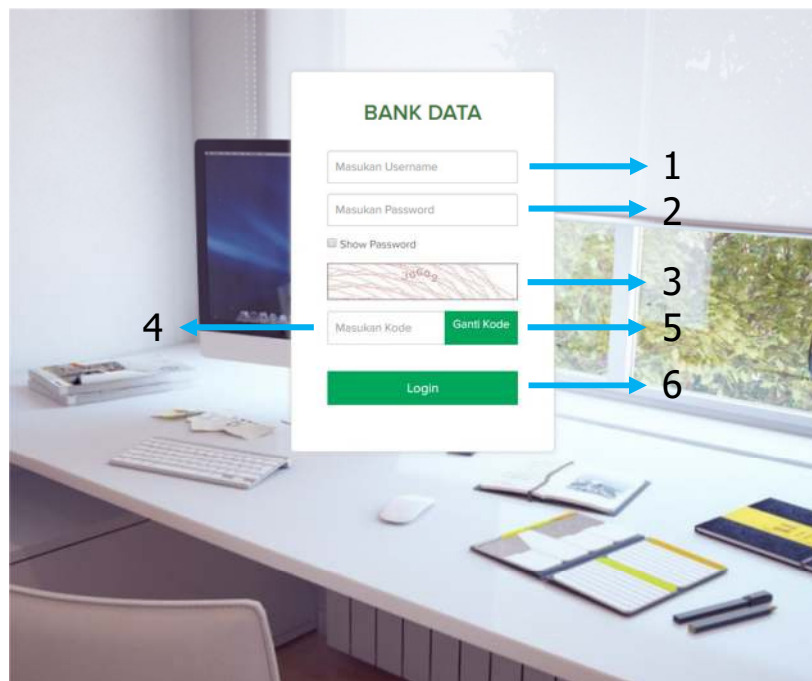 BANK DATA
Masukan Username
1
Masukan Password
2
Show Password
3
4
Masukan Kode
Ganti Kode
5
Login
6